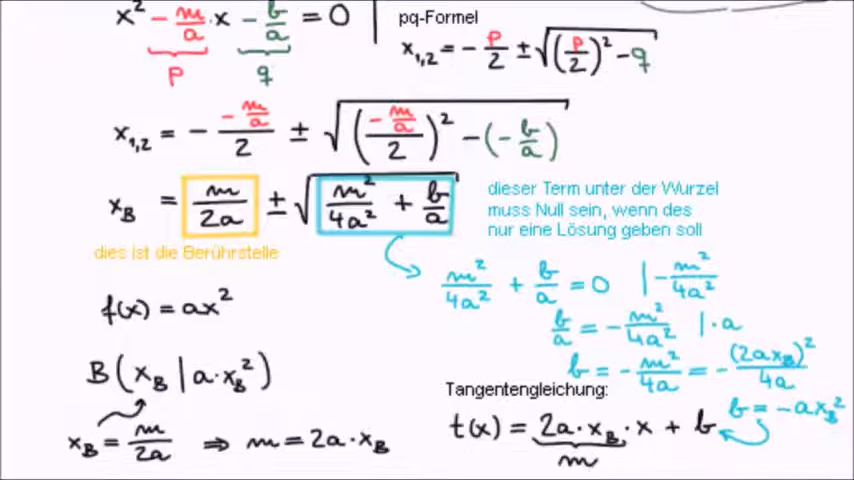 x² - m/a · x - b/a = 0
p q
pq-Formel
x₁,₂ = - p/2 ± √((p/2)² - q)
x₁,₂ = - (-m/a)/2 ± √(((-m/a)/2)² - (-b/a))
x_B = m/2a ± √(m²/4a² + b/a)
dies ist die Berührstelle
dieser Term unter der Wurzel
muss Null sein, wenn des
nur eine Lösung geben soll
m²/4a² + b/a = 0 | - m²/4a²
b/a = - m²/4a² | · a
b = - m²/4a = - (2ax_B)²/4a
b = - ax_B²
f(x) = ax²
B(x_B | a · x_B²)
x_B = m/2a ⇒ m = 2a · x_B
Tangentengleichung:
t(x) = 2a · x_B · x + b
m